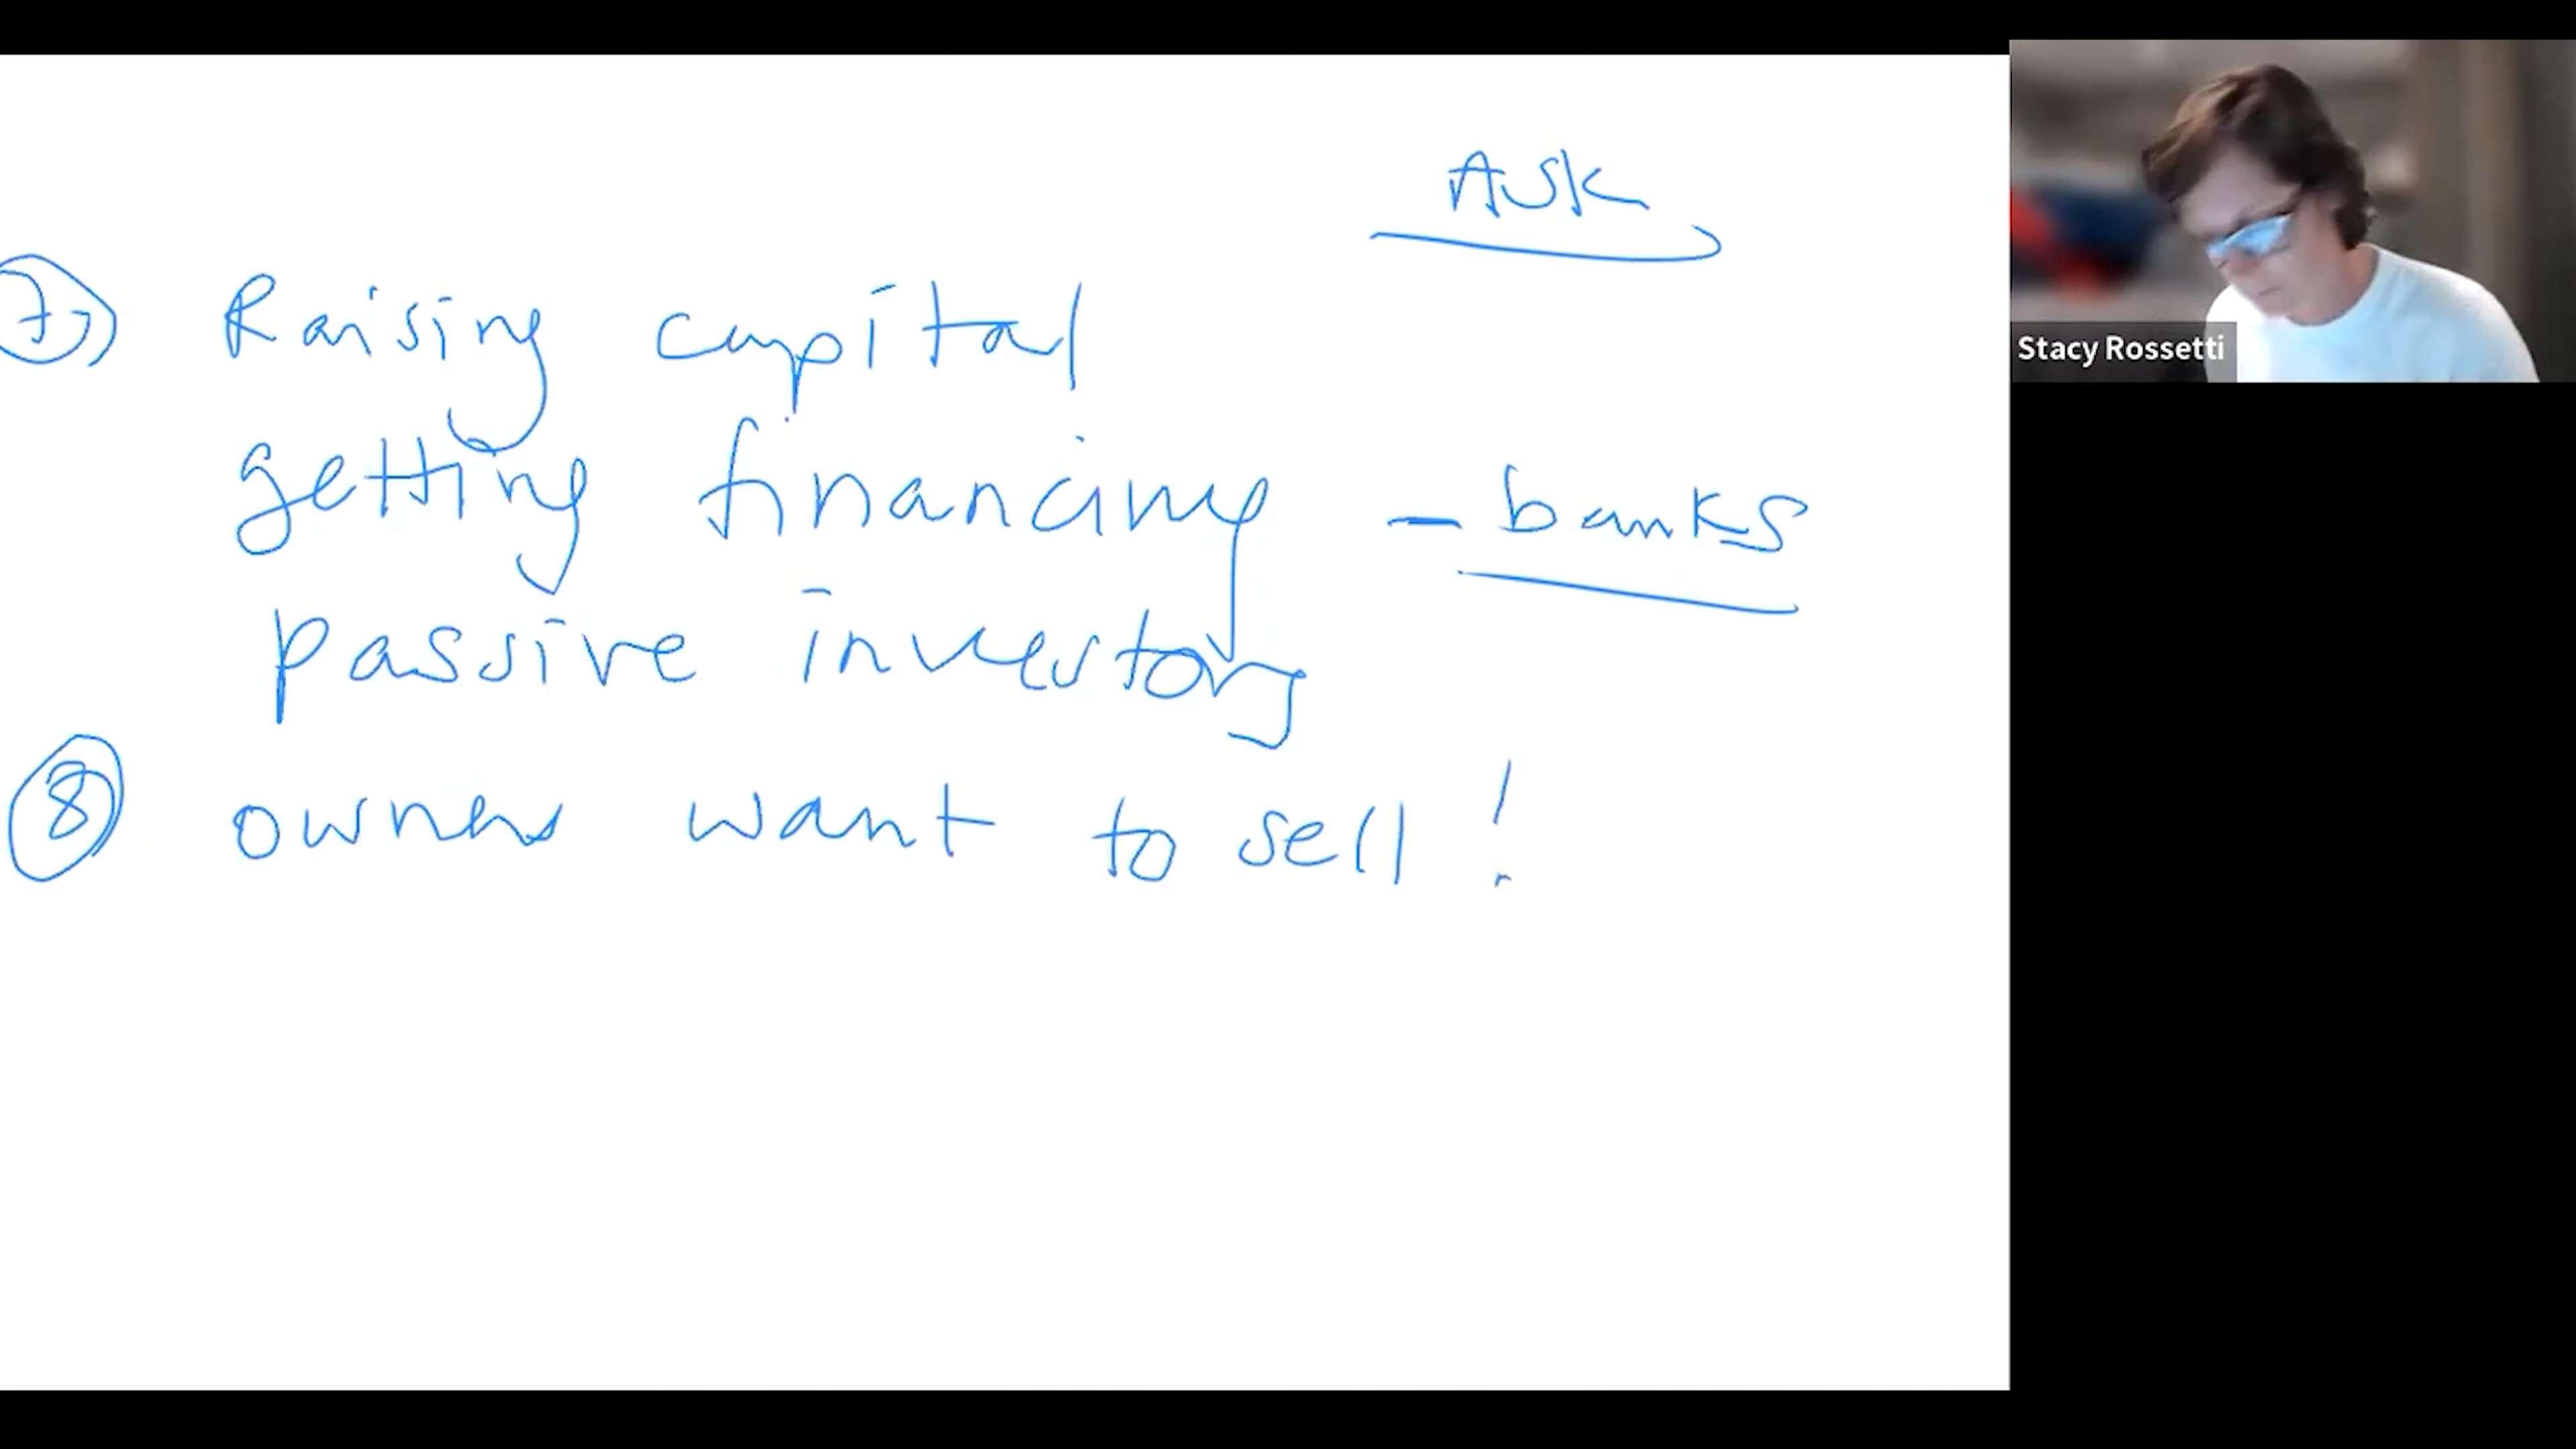 Ask
7 Raising capital
getting financing - banks
passive investors
8 owners want to sell!
Stacy Rossetti